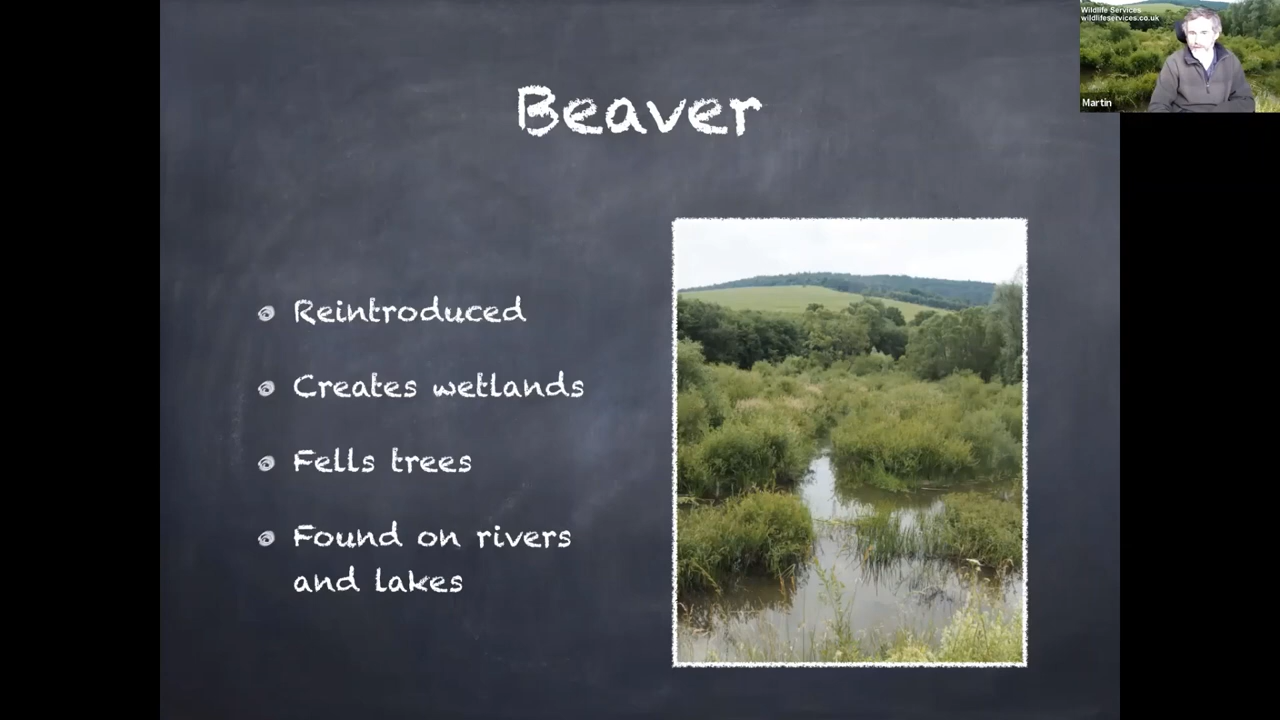 Beaver
Reintroduced
Creates wetlands
Fells trees
Found on rivers
and lakes
Wildlife Services
wildlifeservices.co.uk
Martin